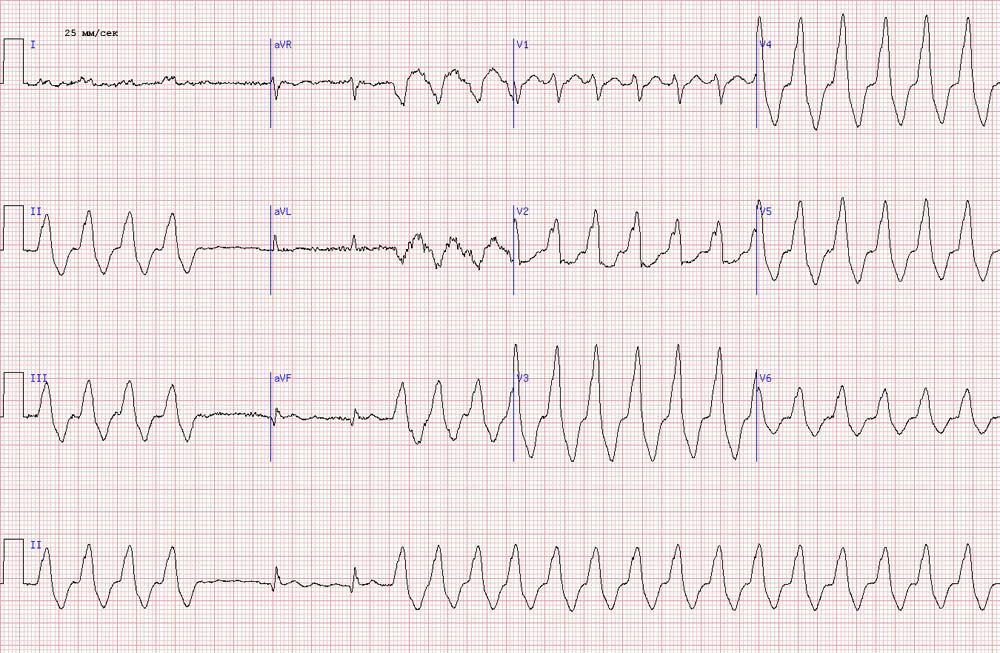 25 мм/сек
I aVR V1 V4
II aVL V2 V5
III aVF V3 V6
II